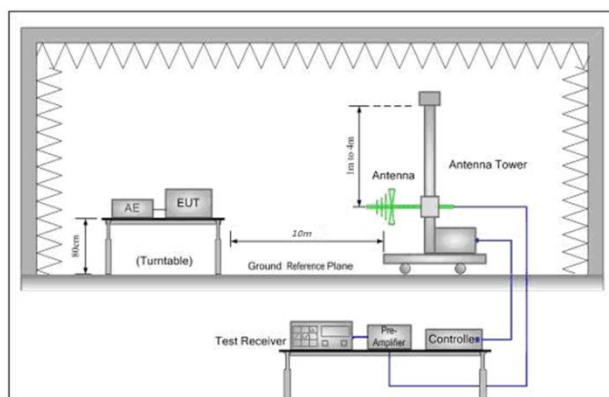 1m to 4m
Antenna Tower
Antenna
AE
EUT
80cm
(Turntable)
10m
Ground Reference Plane
Test Receiver
Pre-
Amplifier
Controller